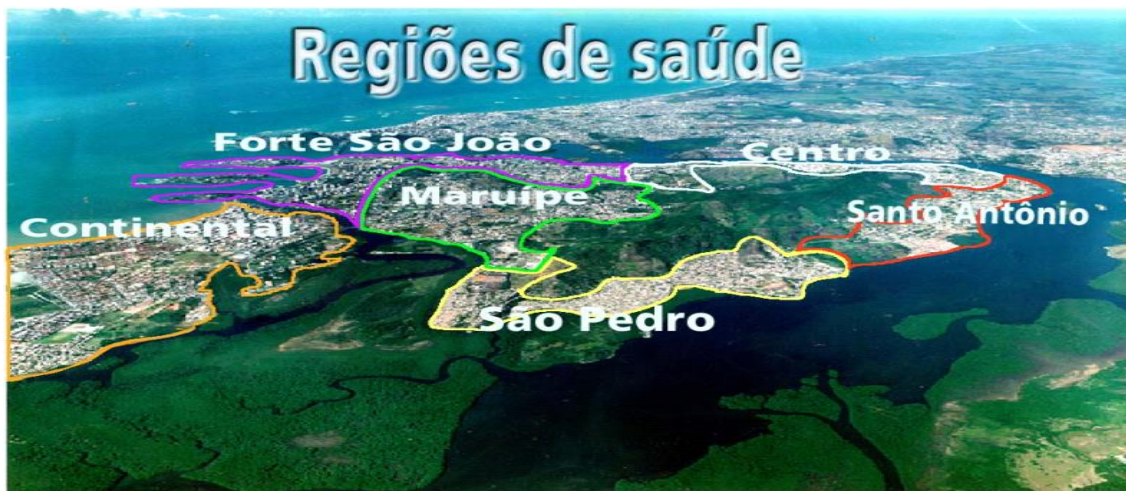 Regiões de saúde
Forte São João
Centro
Maruípe
Santo Antônio
Continental
São Pedro